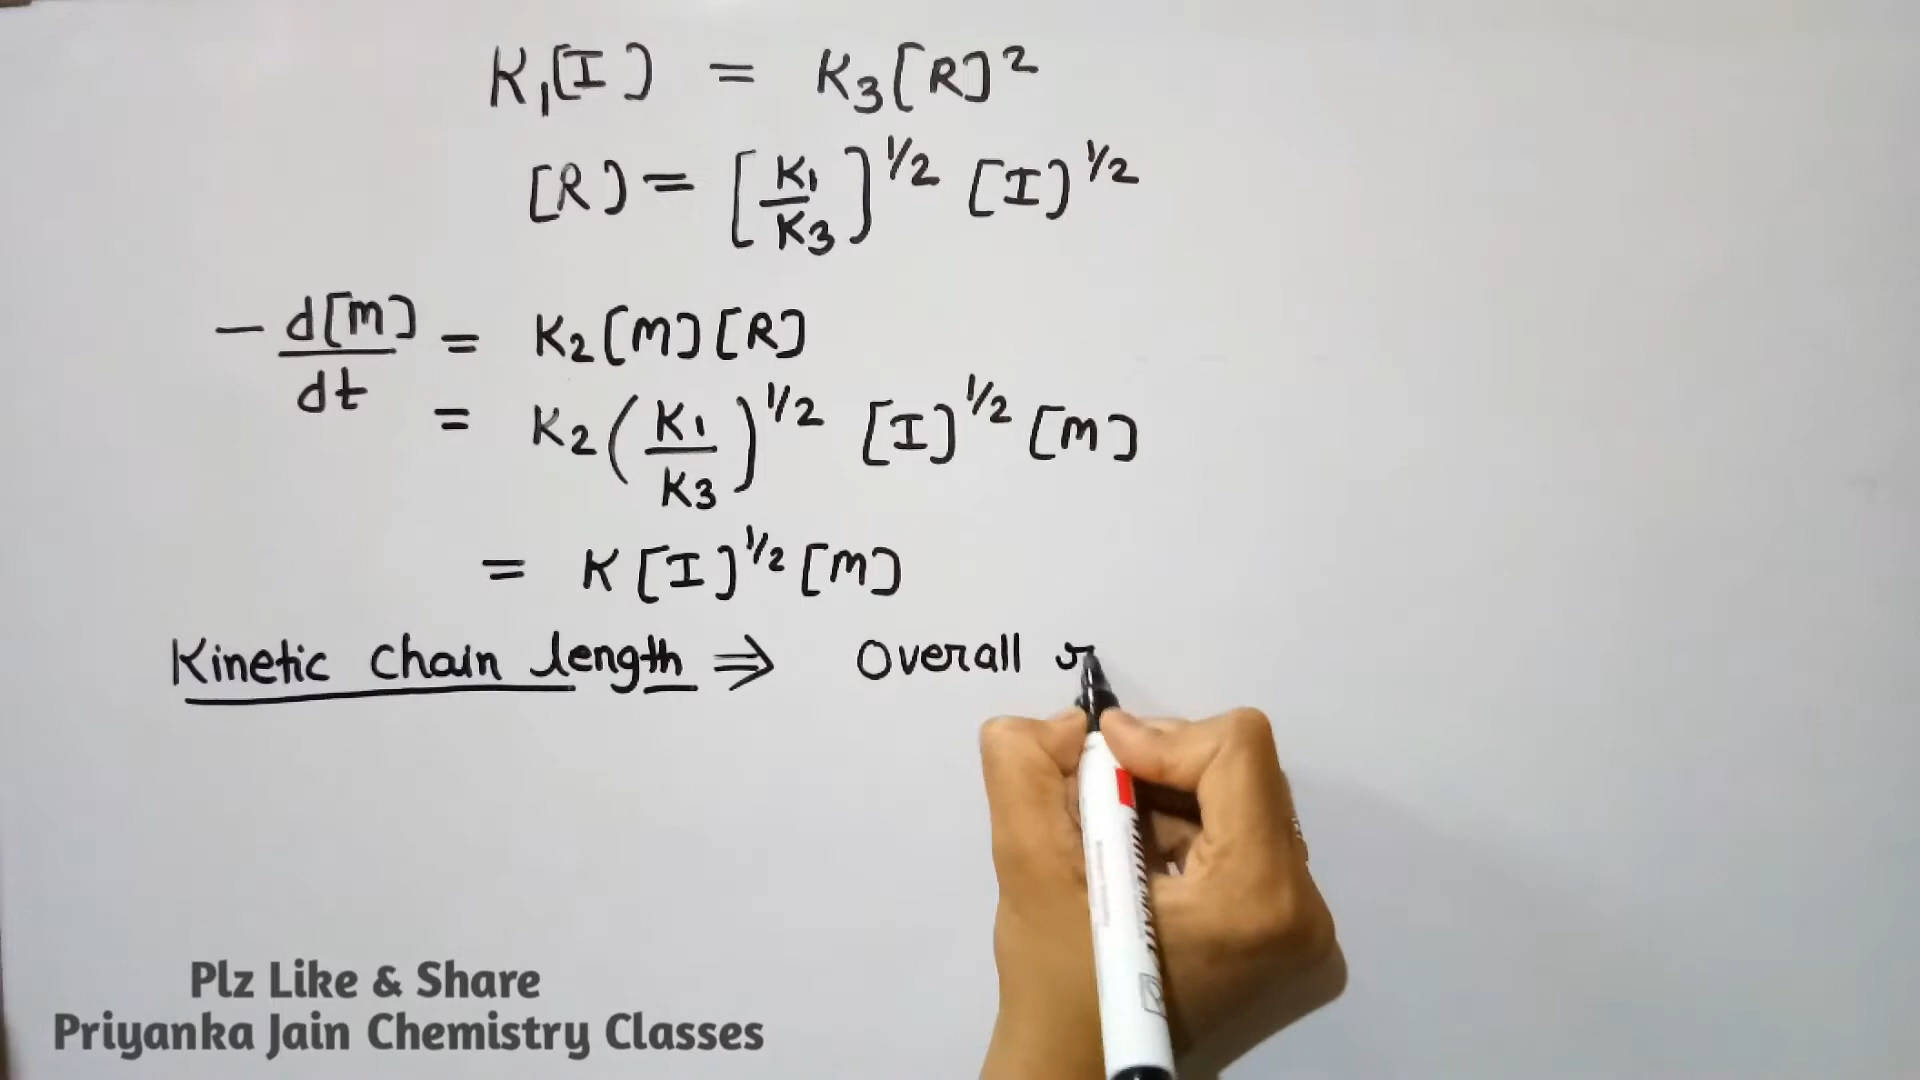 K₁[I] = K₃[R]²
[R] = [K₁/K₃]^1/2 [I]^1/2
- d[M]/dt = K₂[M][R]
= K₂(K₁/K₃)^1/2 [I]^1/2 [M]
= K[I]^1/2 [M]
Kinetic chain length ⇒ Overall r
Plz Like & Share
Priyanka Jain Chemistry Classes